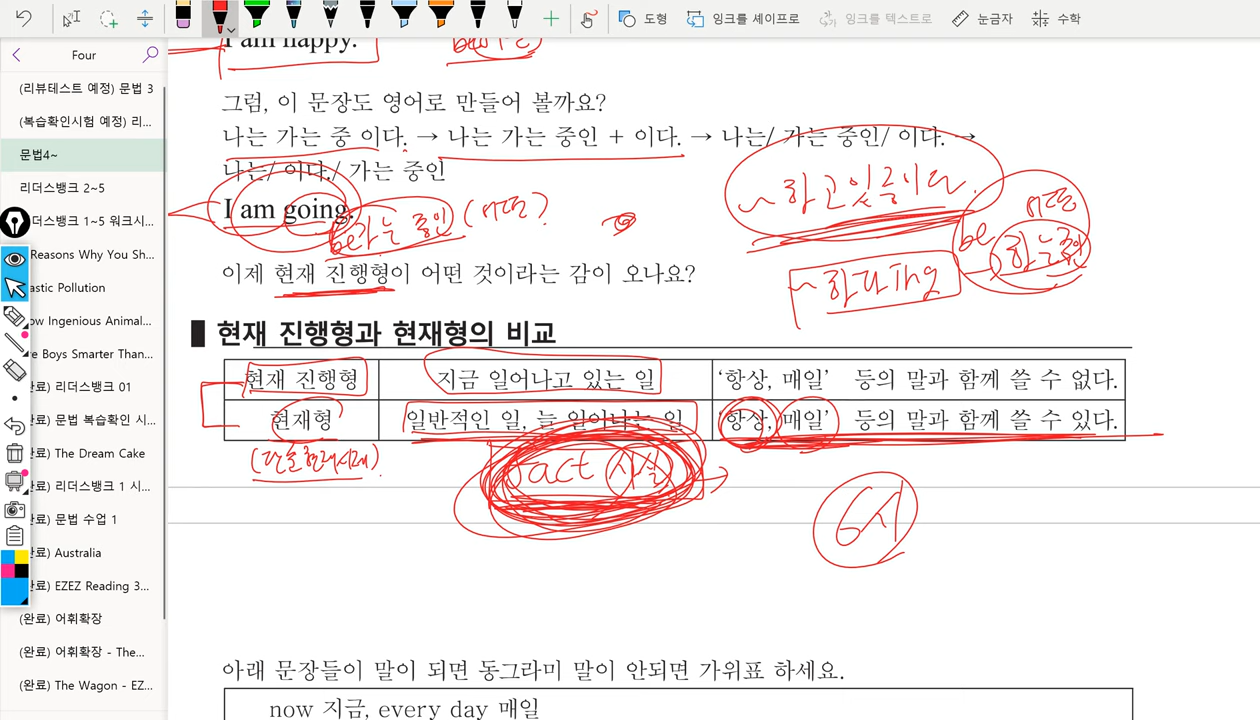 도형
잉크를 셰이프로
잉크를 텍스트로
눈금자
수학
Four
(리뷰테스트 예정) 문법 3
(복습확인시험 예정) 리...
문법4~
리더스뱅크 2~5
더스뱅크 1~5 워크시...
Reasons Why You Sh...
astic Pollution
ow Ingenious Animal...
re Boys Smarter Than...
완료) 리더스뱅크 01
완료) 문법 복습확인 시...
완료) The Dream Cake
완료) 리더스뱅크 1 시...
완료) 문법 수업 1
완료) Australia
완료) EZEZ Reading 3...
(완료) 어휘확장
(완료) 어휘확장 - The...
(완료) The Wagon - EZ...
I am happy.
그럼, 이 문장도 영어로 만들어 볼까요?
나는 가는 중 이다. → 나는 가는 중인 + 이다. → 나는/ 가는 중인/ 이다. →
나는/ 이다./ 가는 중인
~하고있는중이다.
I am going.
be 가는 중인 (어떤?
be 어떤
하는중인
이제 현재 진행형이 어떤 것이라는 감이 오나요?
현재 진행형과 현재형의 비교
현재 진행형 지금 일어나고 있는 일 ‘항상, 매일’ 등의 말과 함께 쓸 수 없다.
현재형 일반적인 일, 늘 일어나는 일 ‘항상, 매일’ 등의 말과 함께 쓸 수 있다.
(단순현재시제)
fact (사실)
6시
아래 문장들이 말이 되면 동그라미 말이 안되면 가위표 하세요.
now 지금, every day 매일